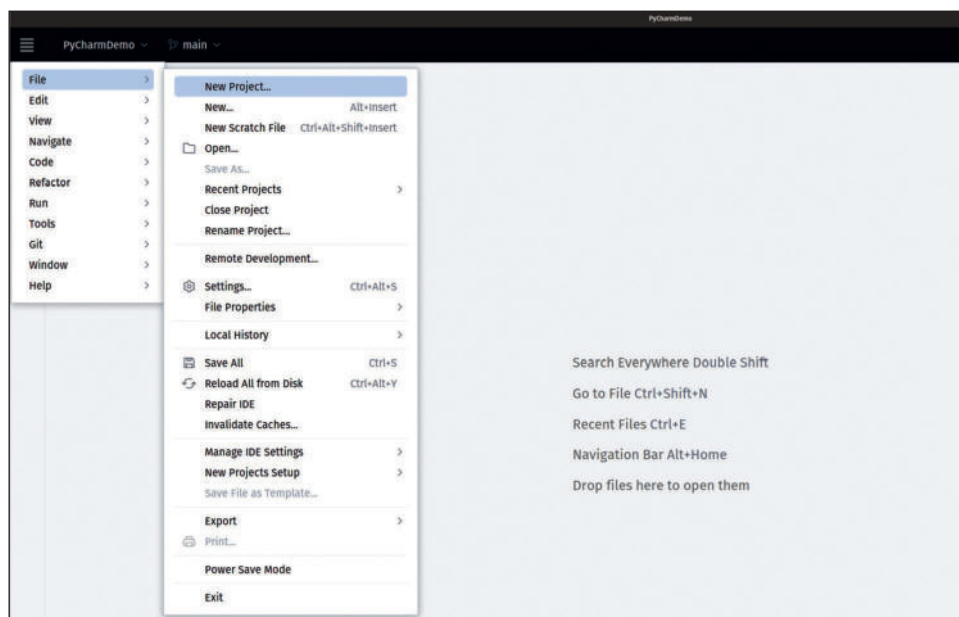 PyCharmDemo
PyCharmDemo main
File
Edit
View
Navigate
Code
Refactor
Run
Tools
Git
Window
Help
New Project...
New... Alt+Insert
New Scratch File Ctrl+Alt+Shift+Insert
Open...
Save As...
Recent Projects
Close Project
Rename Project...
Remote Development...
Settings... Ctrl+Alt+S
File Properties
Local History
Save All Ctrl+S
Reload All from Disk Ctrl+Alt+Y
Repair IDE
Invalidate Caches...
Manage IDE Settings
New Projects Setup
Save File as Template...
Export
Print...
Power Save Mode
Exit
Search Everywhere Double Shift
Go to File Ctrl+Shift+N
Recent Files Ctrl+E
Navigation Bar Alt+Home
Drop files here to open them